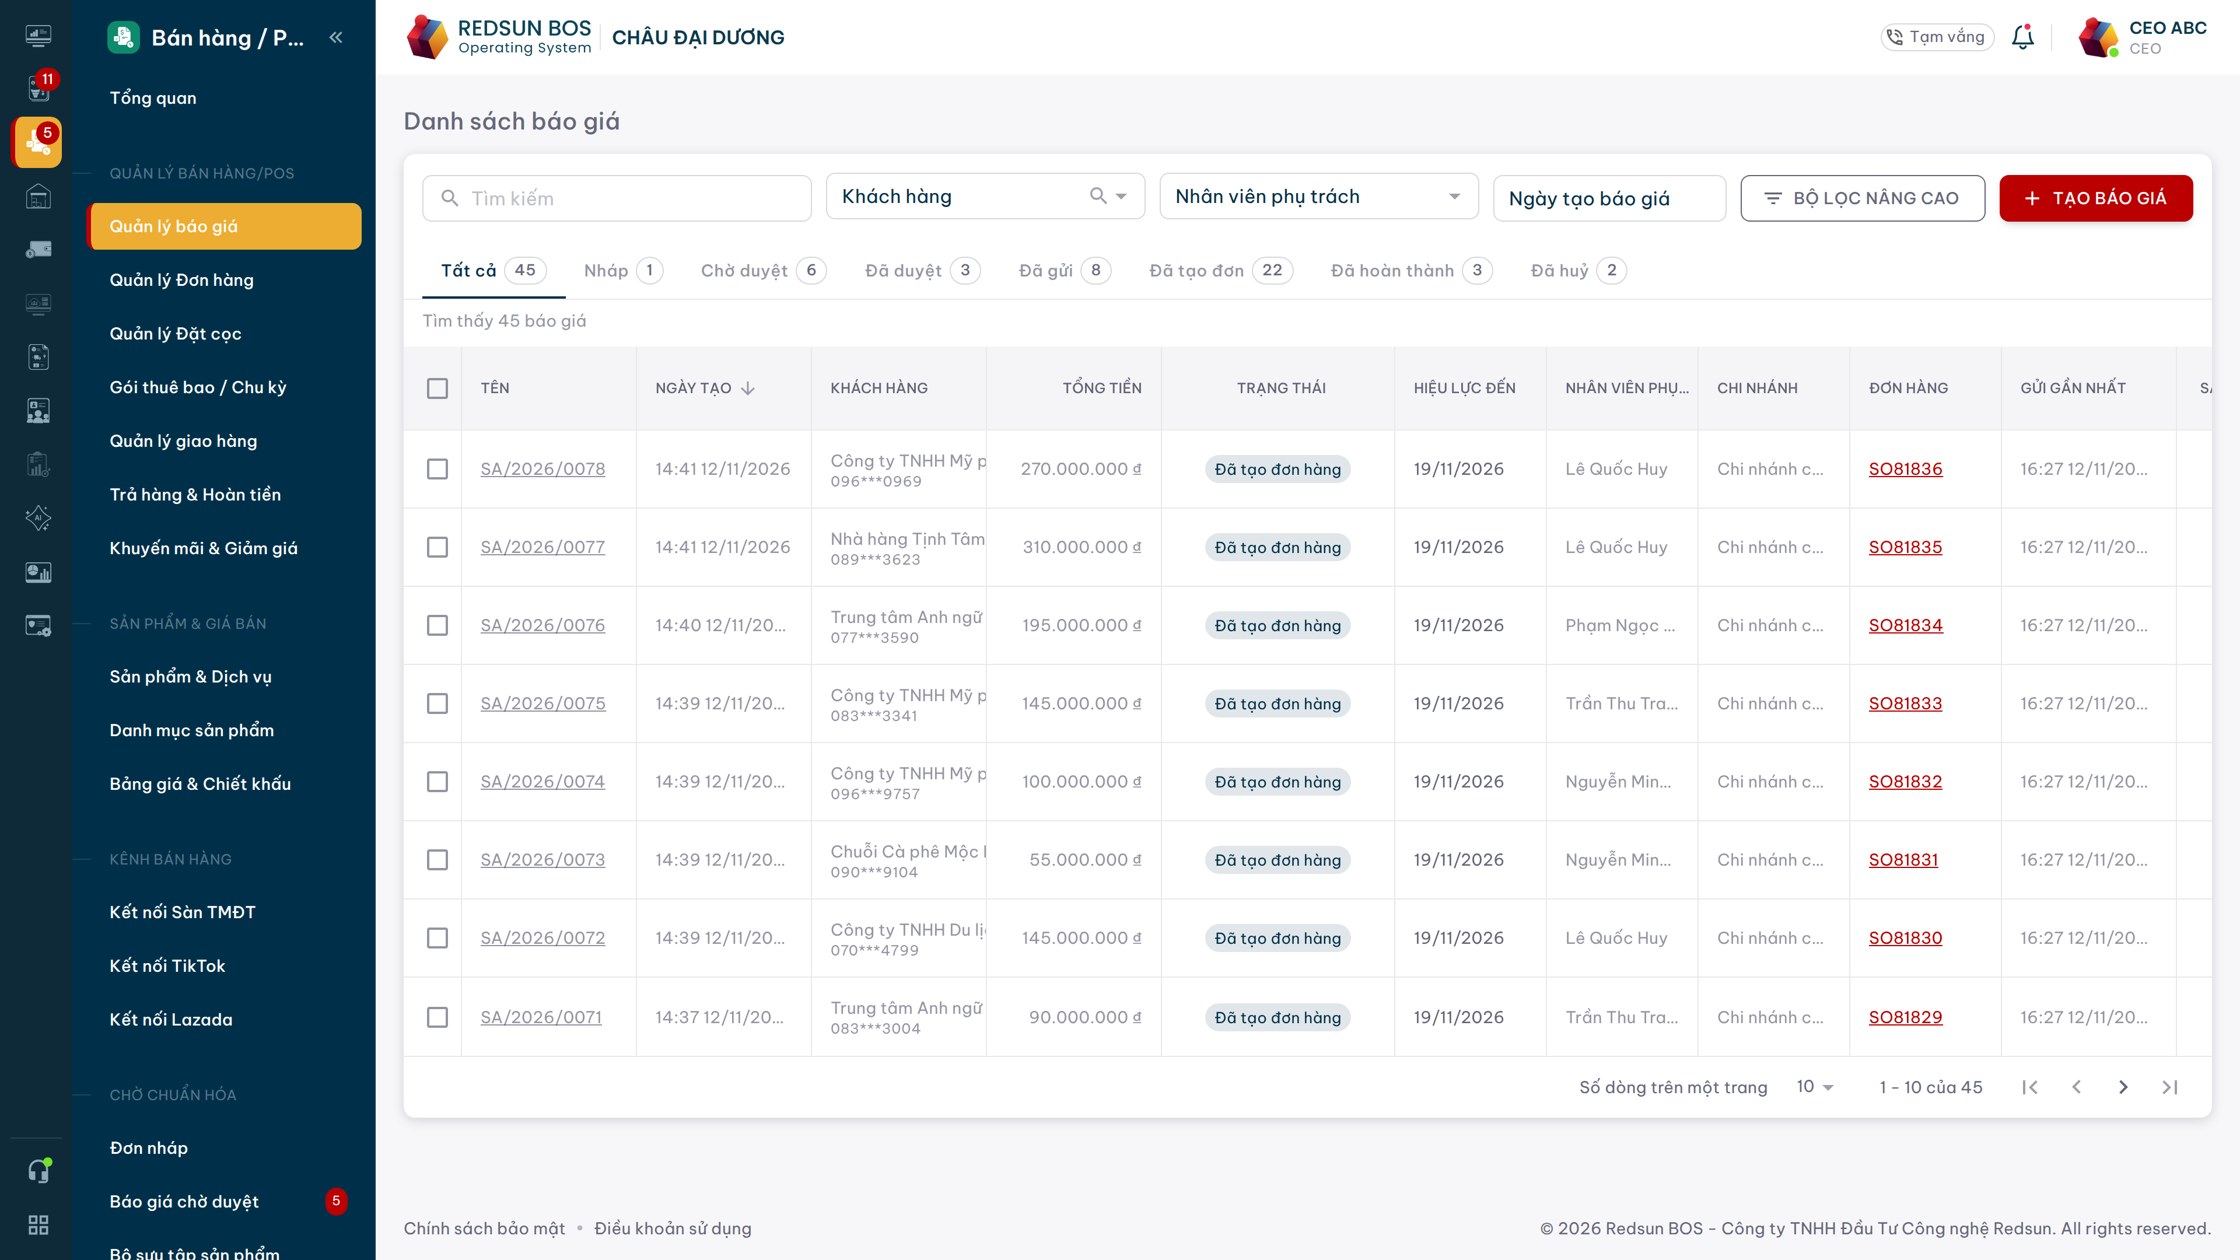 11
5
Bán hàng / P...
Tổng quan
QUẢN LÝ BÁN HÀNG/POS
Quản lý báo giá
Quản lý Đơn hàng
Quản lý Đặt cọc
Gói thuê bao / Chu kỳ
Quản lý giao hàng
Trả hàng & Hoàn tiền
Khuyến mãi & Giảm giá
SẢN PHẨM & GIÁ BÁN
Sản phẩm & Dịch vụ
Danh mục sản phẩm
Bảng giá & Chiết khấu
KÊNH BÁN HÀNG
Kết nối Sàn TMĐT
Kết nối TikTok
Kết nối Lazada
CHỜ CHUẨN HÓA
Đơn nháp
Báo giá chờ duyệt 5
Bộ sưu tập sản phẩm
REDSUN BOS
Operating System
CHÂU ĐẠI DƯƠNG
Tạm vắng
CEO ABC
CEO
Danh sách báo giá
Tìm kiếm
Khách hàng
Nhân viên phụ trách
Ngày tạo báo giá
BỘ LỌC NÂNG CAO
+ TẠO BÁO GIÁ
Tất cả 45 Nháp 1 Chờ duyệt 6 Đã duyệt 3 Đã gửi 8 Đã tạo đơn 22 Đã hoàn thành 3 Đã huỷ 2
Tìm thấy 45 báo giá
TÊN NGÀY TẠO KHÁCH HÀNG TỔNG TIỀN TRẠNG THÁI HIỆU LỰC ĐẾN NHÂN VIÊN PHỤ... CHI NHÁNH ĐƠN HÀNG GỬI GẦN NHẤT
SA/2026/0078 14:41 12/11/2026 Công ty TNHH Mỹ p 270.000.000 ₫ Đã tạo đơn hàng 19/11/2026 Lê Quốc Huy Chi nhánh c... SO81836 16:27 12/11/20...
096***0969
SA/2026/0077 14:41 12/11/2026 Nhà hàng Tịnh Tâm 310.000.000 ₫ Đã tạo đơn hàng 19/11/2026 Lê Quốc Huy Chi nhánh c... SO81835 16:27 12/11/20...
089***3623
SA/2026/0076 14:40 12/11/20... Trung tâm Anh ngữ 195.000.000 ₫ Đã tạo đơn hàng 19/11/2026 Phạm Ngọc ... Chi nhánh c... SO81834 16:27 12/11/20...
077***3590
SA/2026/0075 14:39 12/11/20... Công ty TNHH Mỹ p 145.000.000 ₫ Đã tạo đơn hàng 19/11/2026 Trần Thu Tra... Chi nhánh c... SO81833 16:27 12/11/20...
083***3341
SA/2026/0074 14:39 12/11/20... Công ty TNHH Mỹ p 100.000.000 ₫ Đã tạo đơn hàng 19/11/2026 Nguyễn Min... Chi nhánh c... SO81832 16:27 12/11/20...
096***9757
SA/2026/0073 14:39 12/11/20... Chuỗi Cà phê Mộc 55.000.000 ₫ Đã tạo đơn hàng 19/11/2026 Nguyễn Min... Chi nhánh c... SO81831 16:27 12/11/20...
090***9104
SA/2026/0072 14:39 12/11/20... Công ty TNHH Du lị 145.000.000 ₫ Đã tạo đơn hàng 19/11/2026 Lê Quốc Huy Chi nhánh c... SO81830 16:27 12/11/20...
070***4799
SA/2026/0071 14:37 12/11/20... Trung tâm Anh ngữ 90.000.000 ₫ Đã tạo đơn hàng 19/11/2026 Trần Thu Tra... Chi nhánh c... SO81829 16:27 12/11/20...
083***3004
Số dòng trên một trang 10 1 - 10 của 45
Chính sách bảo mật • Điều khoản sử dụng
© 2026 Redsun BOS - Công ty TNHH Đầu Tư Công nghệ Redsun. All rights reserved.